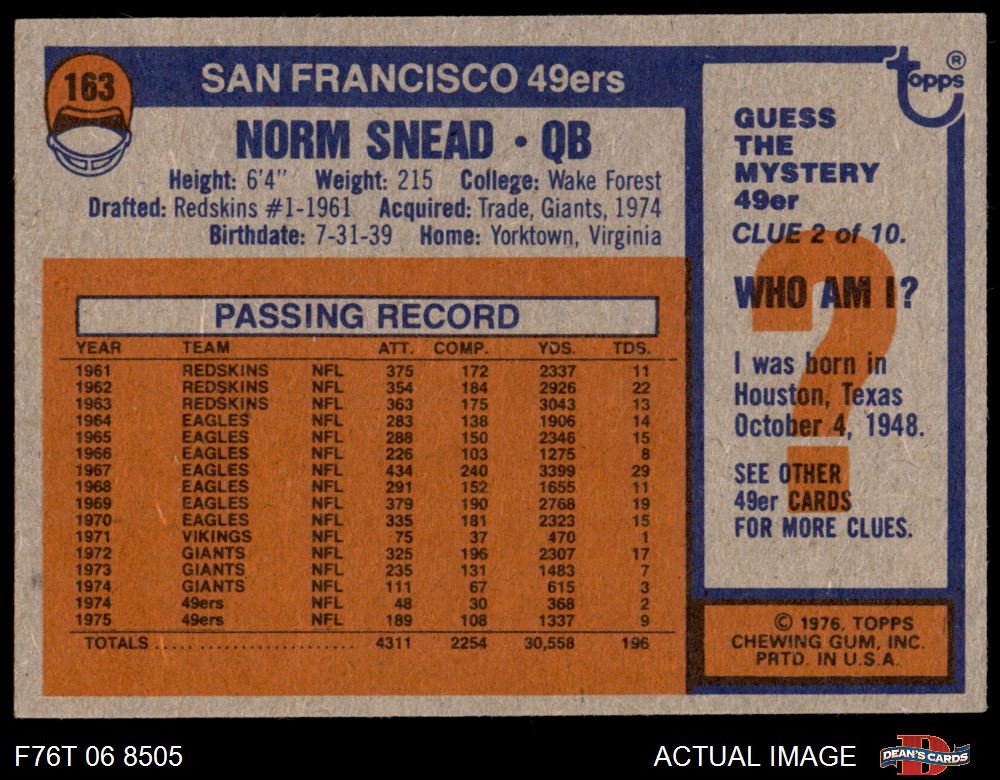 163
SAN FRANCISCO 49ers
NORM SNEAD • QB
Height: 6'4" Weight: 215 College: Wake Forest
Drafted: Redskins #1-1961 Acquired: Trade, Giants, 1974
Birthdate: 7-31-39 Home: Yorktown, Virginia
PASSING RECORD
YEAR TEAM ATT. COMP. YDS. TDS.
1961 REDSKINS NFL 375 172 2337 11
1962 REDSKINS NFL 354 184 2926 22
1963 REDSKINS NFL 363 175 3043 13
1964 EAGLES NFL 283 138 1906 14
1965 EAGLES NFL 288 150 2346 15
1966 EAGLES NFL 226 103 1275 8
1967 EAGLES NFL 434 240 3399 29
1968 EAGLES NFL 291 152 1655 11
1969 EAGLES NFL 379 190 2768 19
1970 EAGLES NFL 335 181 2323 15
1971 VIKINGS NFL 75 37 470 1
1972 GIANTS NFL 325 196 2307 17
1973 GIANTS NFL 235 131 1483 7
1974 GIANTS NFL 111 67 615 3
1974 49ers NFL 48 30 368 2
1975 49ers NFL 189 108 1337 9
TOTALS ........................ 4311 2254 30,558 196
Topps ®
GUESS
THE
MYSTERY
49er
CLUE 2 of 10.
WHO AM I?
I was born in
Houston, Texas
October 4, 1948.
SEE OTHER
49er CARDS
FOR MORE CLUES.
?
© 1976, TOPPS
CHEWING GUM, INC.
PRTD. IN U.S.A.
F76T 06 8505
ACTUAL IMAGE
DEAN'S CARDS